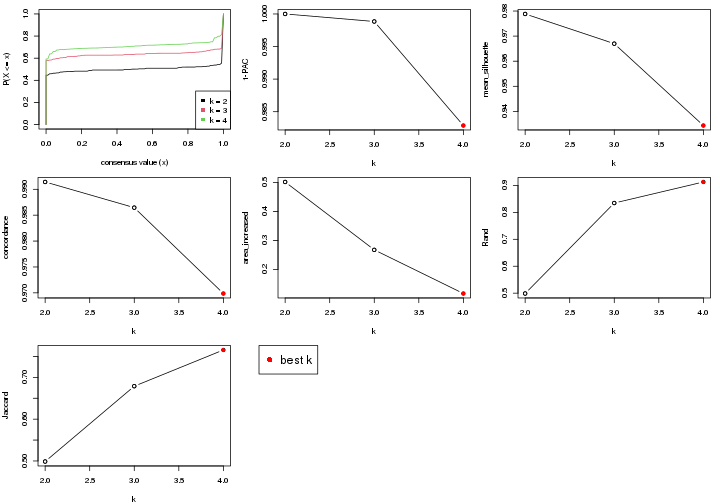 P(X <= x)
0.0 0.2 0.4 0.6 0.8 1.0
k = 2
k = 3
k = 4
0.0 0.2 0.4 0.6 0.8 1.0
consensus value (x)
1-PAC
0.985 0.990 0.995 1.000
2.0 2.5 3.0 3.5 4.0
k
mean_silhouette
0.94 0.95 0.96 0.97 0.98
2.0 2.5 3.0 3.5 4.0
k
concordance
0.970 0.975 0.980 0.985 0.990
2.0 2.5 3.0 3.5 4.0
k
area_increased
0.2 0.3 0.4 0.5
2.0 2.5 3.0 3.5 4.0
k
Rand
0.5 0.6 0.7 0.8 0.9
2.0 2.5 3.0 3.5 4.0
k
Jaccard
0.50 0.60 0.70
2.0 2.5 3.0 3.5 4.0
k
best k